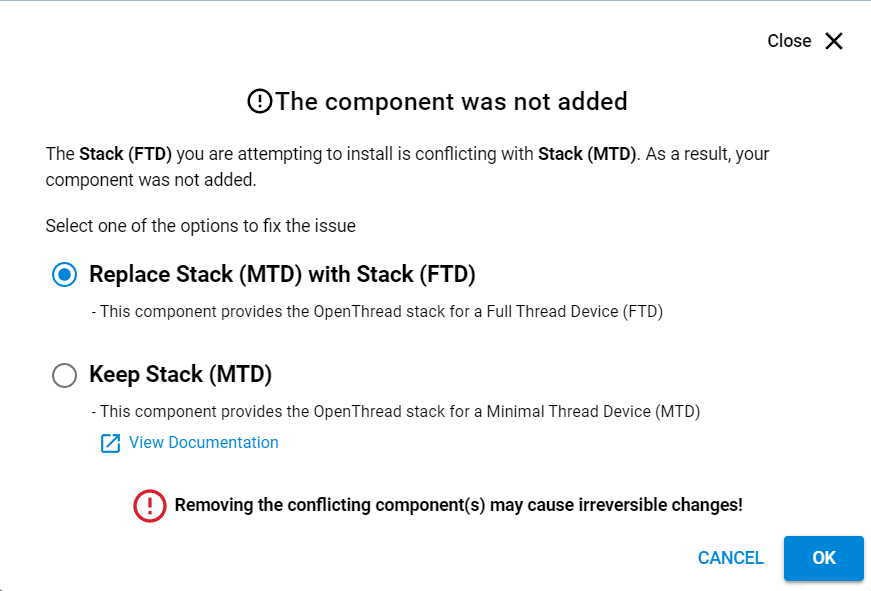 Close
The component was not added
The Stack (FTD) you are attempting to install is conflicting with Stack (MTD). As a result, your
component was not added.
Select one of the options to fix the issue
Replace Stack (MTD) with Stack (FTD)
- This component provides the OpenThread stack for a Full Thread Device (FTD)
Keep Stack (MTD)
- This component provides the OpenThread stack for a Minimal Thread Device (MTD)
View Documentation
Removing the conflicting component(s) may cause irreversible changes!
CANCEL OK